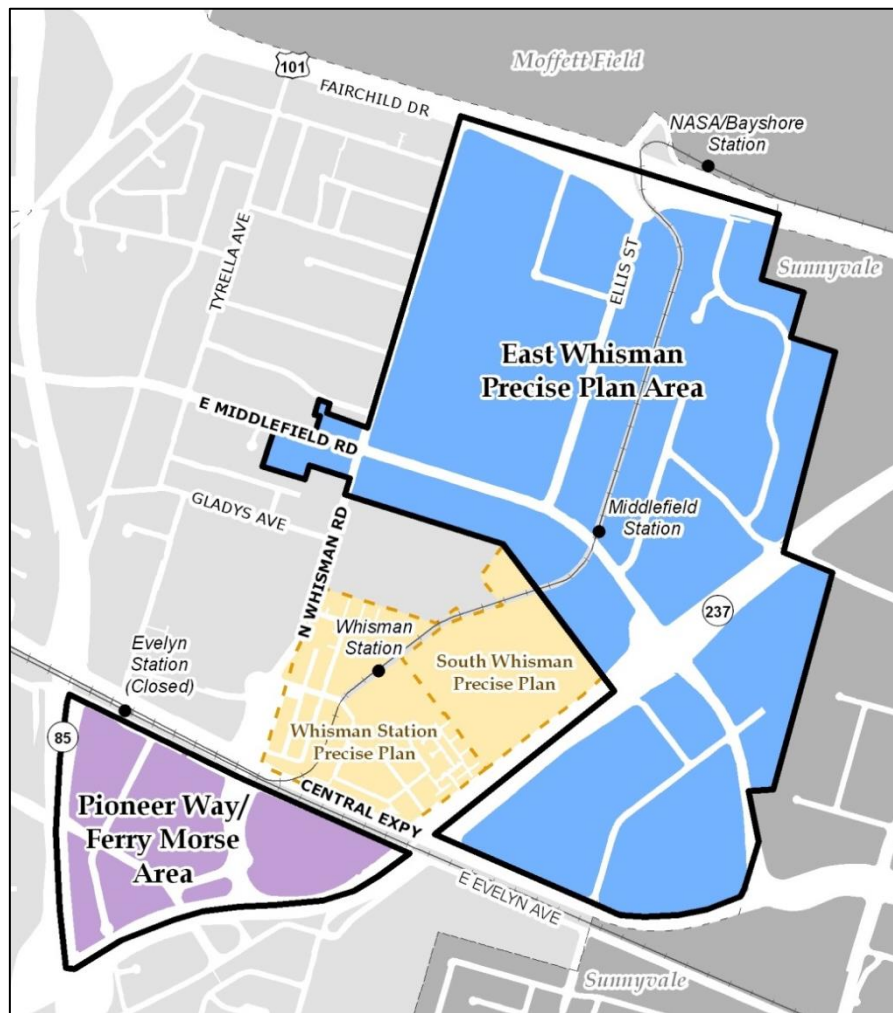 Moffett Field
101
FAIRCHILD DR
NASA/Bayshore
Station
TYRELLA AVE
ELLIS ST
Sunnyvale
East Whisman
Precise Plan Area
E MIDDLEFIELD RD
GLADYS AVE
Middlefield
Station
N WHISMAN RD
237
Whisman
Station
Evelyn
Station
(Closed)
South Whisman
Precise Plan
85
Whisman Station
Precise Plan
CENTRAL EXPY
Pioneer Way/
Ferry Morse
Area
E EVELYN AVE
Sunnyvale